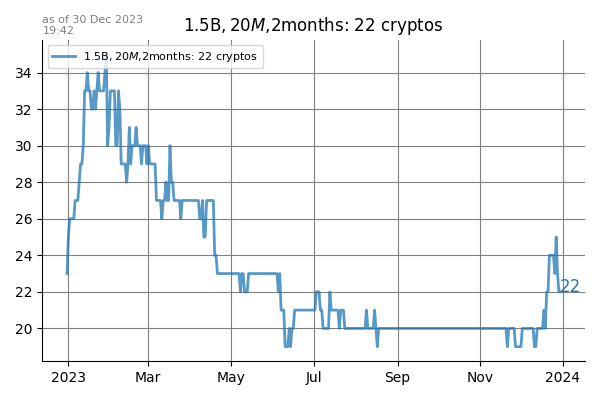 as of 30 Dec 2023
19:42
1.5B, 20M,2months: 22 cryptos
1.5B, 20M,2months: 22 cryptos
34
32
30
28
26
24
22
20
22
2023
Mar
May
Jul
Sep
Nov
2024